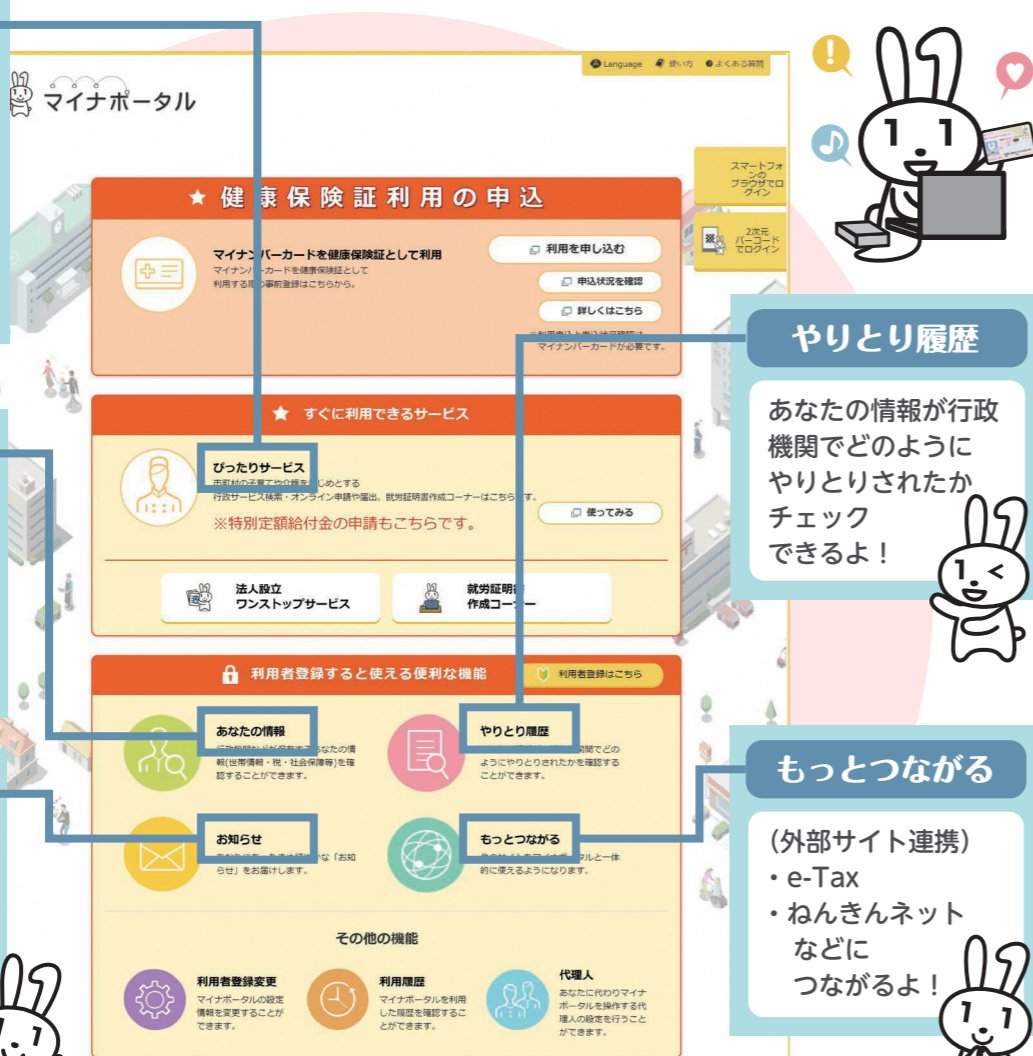 Language 使い方 よくある質問
マイナポータル
スマートフォ
ンの
ブラウザでロ
グイン
2次元
バーコード
でログイン
★ 健康保険証利用の申込
マイナンバーカードを健康保険証として利用
マイナンバーカードを健康保険証として
利用する際の事前登録はこちらから。
利用を申し込む
申込状況を確認
詳しくはこちら
※利用申込と申込状況確認は
マイナンバーカードが必要です。
★ すぐに利用できるサービス
ぴったりサービス
市町村の子育てや介護をはじめとする
行政サービス検索・オンライン申請や届出、就労証明書作成コーナーはこちらです。
※特別定額給付金の申請もこちらです。
使ってみる
法人設立
ワンストップサービス
就労証明書
作成コーナー
利用者登録すると使える便利な機能
利用者登録はこちら
あなたの情報
あなたの情
報(世帯情報・税・社会保障等)を確
認することができます。
やりとり履歴
関間でどの
ようにやりとりされたかを確認する
ことができます。
お知らせ
な「お知
らせ」をお届けします。
もっとつながる
ルと一体
的に使えるようになります。
その他の機能
利用者登録変更
マイナポータルの設定
情報を変更することが
できます。
利用履歴
マイナポータルを利用
した履歴を確認するこ
とができます。
代理人
あなたに代わりマイナ
ポータルを操作する代
理人の設定を行うこと
ができます。
やりとり履歴
あなたの情報が行政
機関でどのように
やりとりされたか
チェック
できるよ！
もっとつながる
（外部サイト連携）
・e-Tax
・ねんきんネット
などに
つながるよ！